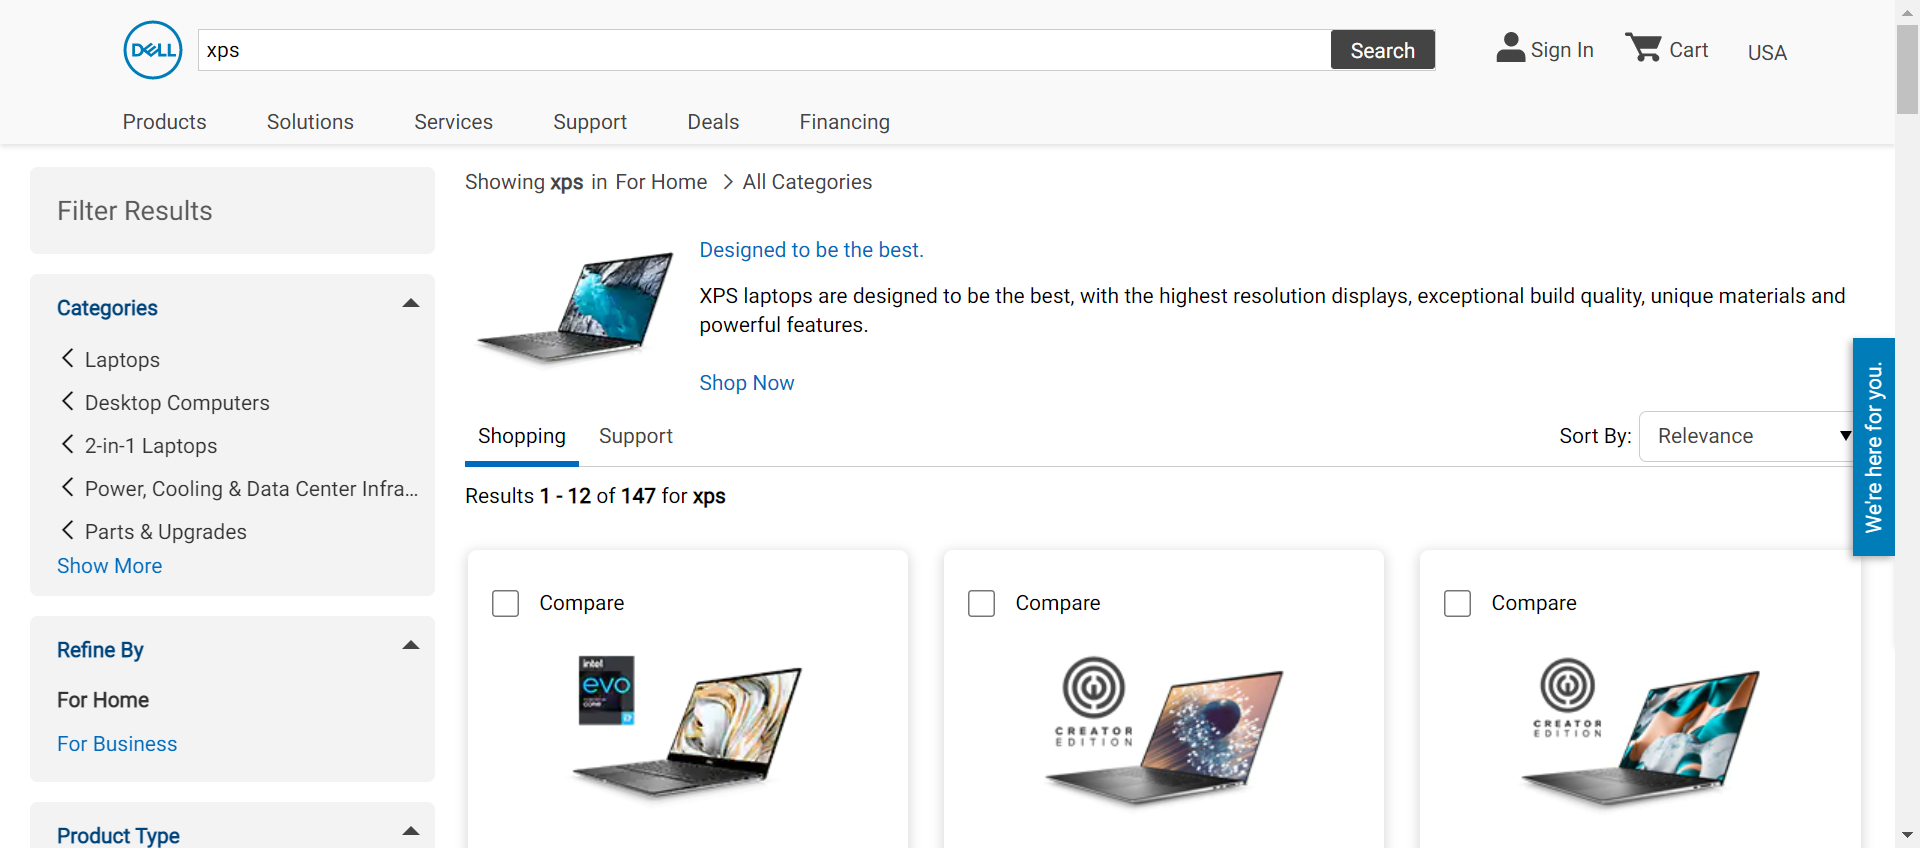 DELL
xps
Search
Sign In
Cart
USA
Products
Solutions
Services
Support
Deals
Financing
Filter Results
Categories
Laptops
Desktop Computers
2-in-1 Laptops
Power, Cooling & Data Center Infra...
Parts & Upgrades
Show More
Refine By
For Home
For Business
Product Type
Showing xps in For Home > All Categories
Designed to be the best.
XPS laptops are designed to be the best, with the highest resolution displays, exceptional build quality, unique materials and
powerful features.
Shop Now
Shopping
Support
Sort By:
Relevance
Results 1 - 12 of 147 for xps
We're here for you.
Compare
intel
evo
CORE
i7
Compare
CREATOR
EDITION
Compare
CREATOR
EDITION